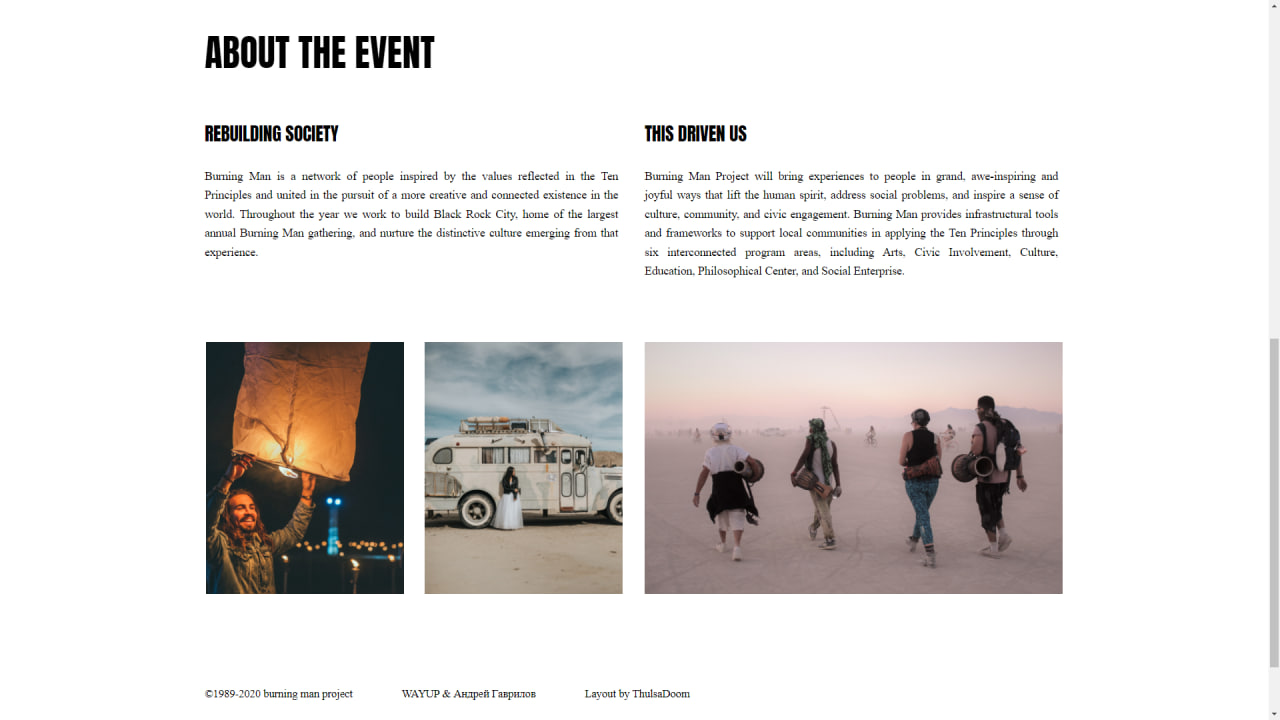 ABOUT THE EVENT
REBUILDING SOCIETY
Burning Man is a network of people inspired by the values reflected in the Ten
Principles and united in the pursuit of a more creative and connected existence in the
world. Throughout the year we work to build Black Rock City, home of the largest
annual Burning Man gathering, and nurture the distinctive culture emerging from that
experience.
THIS DRIVEN US
Burning Man Project will bring experiences to people in grand, awe-inspiring and
joyful ways that lift the human spirit, address social problems, and inspire a sense of
culture, community, and civic engagement. Burning Man provides infrastructural tools
and frameworks to support local communities in applying the Ten Principles through
six interconnected program areas, including Arts, Civic Involvement, Culture,
Education, Philosophical Center, and Social Enterprise.
©1989-2020 burning man project
WAYUP & Андрей Гаврилов
Layout by ThulsaDoom